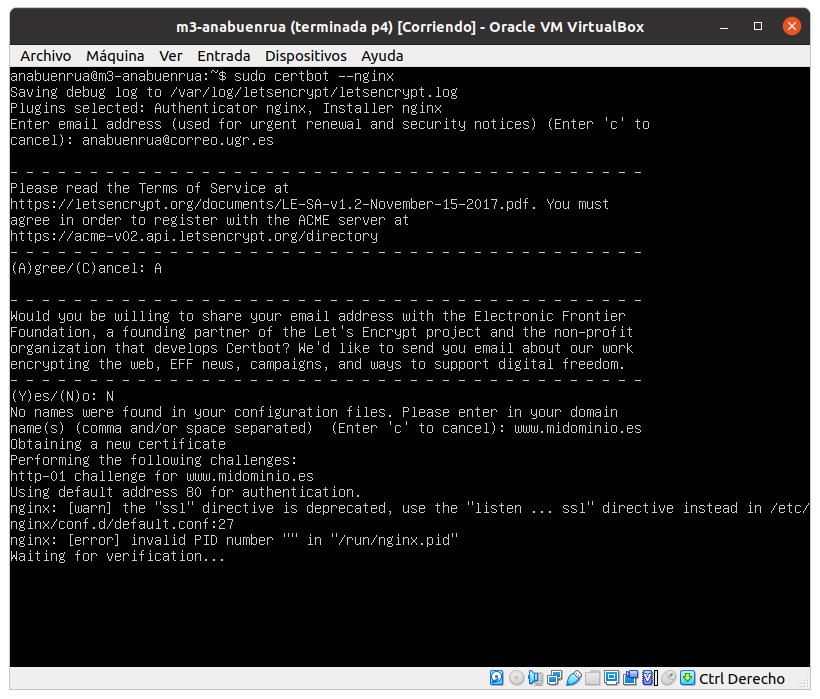 m3-anabuenrua (terminada p4) [Corriendo] - Oracle VM VirtualBox
Archivo Máquina Ver Entrada Dispositivos Ayuda
anabuenrua@m3-anabuenrua:~$ sudo certbot --nginx
Saving debug log to /var/log/letsencrypt/letsencrypt.log
Plugins selected: Authenticator nginx, Installer nginx
Enter email address (used for urgent renewal and security notices) (Enter 'c' to
cancel): anabuenrua@correo.ugr.es
- - - - - - - - - - - - - - - - - - - - - - - - - - - - - - - - - - - - - - - -
Please read the Terms of Service at
https://letsencrypt.org/documents/LE-SA-v1.2-November-15-2017.pdf. You must
agree in order to register with the ACME server at
https://acme-v02.api.letsencrypt.org/directory
- - - - - - - - - - - - - - - - - - - - - - - - - - - - - - - - - - - - - - - -
(A)gree/(C)ancel: A
- - - - - - - - - - - - - - - - - - - - - - - - - - - - - - - - - - - - - - - -
Would you be willing to share your email address with the Electronic Frontier
Foundation, a founding partner of the Let's Encrypt project and the non-profit
organization that develops Certbot? We'd like to send you email about our work
encrypting the web, EFF news, campaigns, and ways to support digital freedom.
- - - - - - - - - - - - - - - - - - - - - - - - - - - - - - - - - - - - - - - -
(Y)es/(N)o: N
No names were found in your configuration files. Please enter in your domain
name(s) (comma and/or space separated)  (Enter 'c' to cancel): www.midominio.es
Obtaining a new certificate
Performing the following challenges:
http-01 challenge for www.midominio.es
Using default address 80 for authentication.
nginx: [warn] the "ssl" directive is deprecated, use the "listen ... ssl" directive instead in /etc/
nginx/conf.d/default.conf:27
nginx: [error] invalid PID number "" in "/run/nginx.pid"
Waiting for verification...
Ctrl Derecho